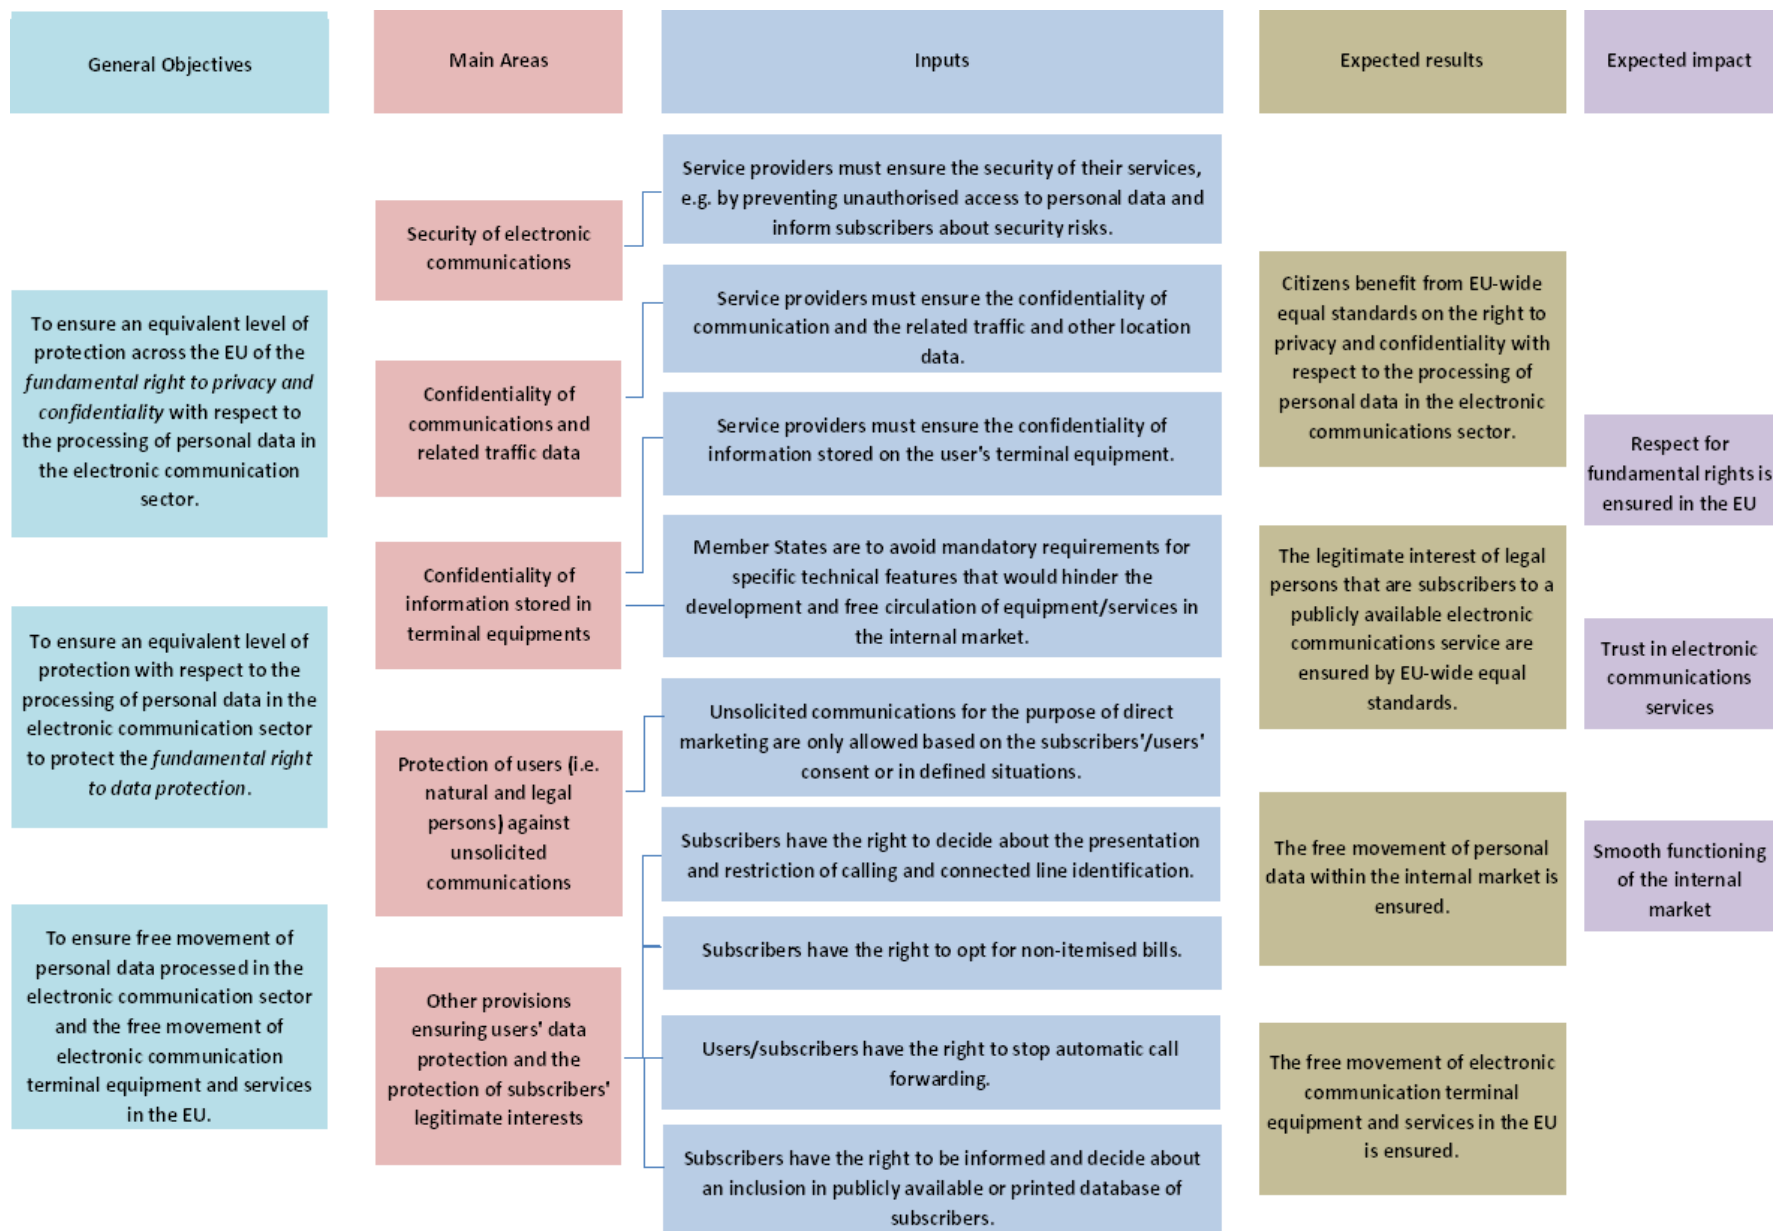 General Objectives
Main Areas
Inputs
Expected results
Expected impact
To ensure an equivalent level of
protection across the EU of the
fundamental right to privacy and
confidentiality with respect to
the processing of personal data in
the electronic communication
sector.
To ensure an equivalent level of
protection with respect to the
processing of personal data in the
electronic communication sector
to protect the fundamental right
to data protection.
To ensure free movement of
personal data processed in the
electronic communication sector
and the free movement of
electronic communication
terminal equipment and services
in the EU.
Security of electronic
communications
Confidentiality of
communications and
related traffic data
Confidentiality of
information stored in
terminal equipments
Protection of users (i.e.
natural and legal
persons) against
unsolicited
communications
Other provisions
ensuring users' data
protection and the
protection of subscribers'
legitimate interests
Service providers must ensure the security of their services,
e.g. by preventing unauthorised access to personal data and
inform subscribers about security risks.
Service providers must ensure the confidentiality of
communication and the related traffic and other location
data.
Service providers must ensure the confidentiality of
information stored on the user's terminal equipment.
Member States are to avoid mandatory requirements for
specific technical features that would hinder the
development and free circulation of equipment/services in
the internal market.
Unsolicited communications for the purpose of direct
marketing are only allowed based on the subscribers'/users'
consent or in defined situations.
Subscribers have the right to decide about the presentation
and restriction of calling and connected line identification.
Subscribers have the right to opt for non-itemised bills.
Users/subscribers have the right to stop automatic call
forwarding.
Subscribers have the right to be informed and decide about
an inclusion in publicly available or printed database of
subscribers.
Citizens benefit from EU-wide
equal standards on the right to
privacy and confidentiality with
respect to the processing of
personal data in the electronic
communications sector.
The legitimate interest of legal
persons that are subscribers to a
publicly available electronic
communications service are
ensured by EU-wide equal
standards.
The free movement of personal
data within the internal market is
ensured.
The free movement of electronic
communication terminal
equipment and services in the EU
is ensured.
Respect for
fundamental rights is
ensured in the EU
Trust in electronic
communications
services
Smooth functioning
of the internal
market